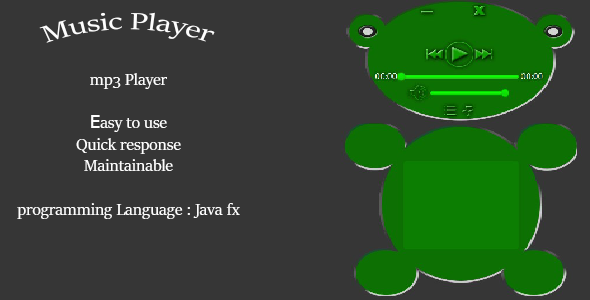 Music Player
mp3 Player
Easy to use
Quick response
Maintainable
programming Language : Java fx
X
00:00
00:00